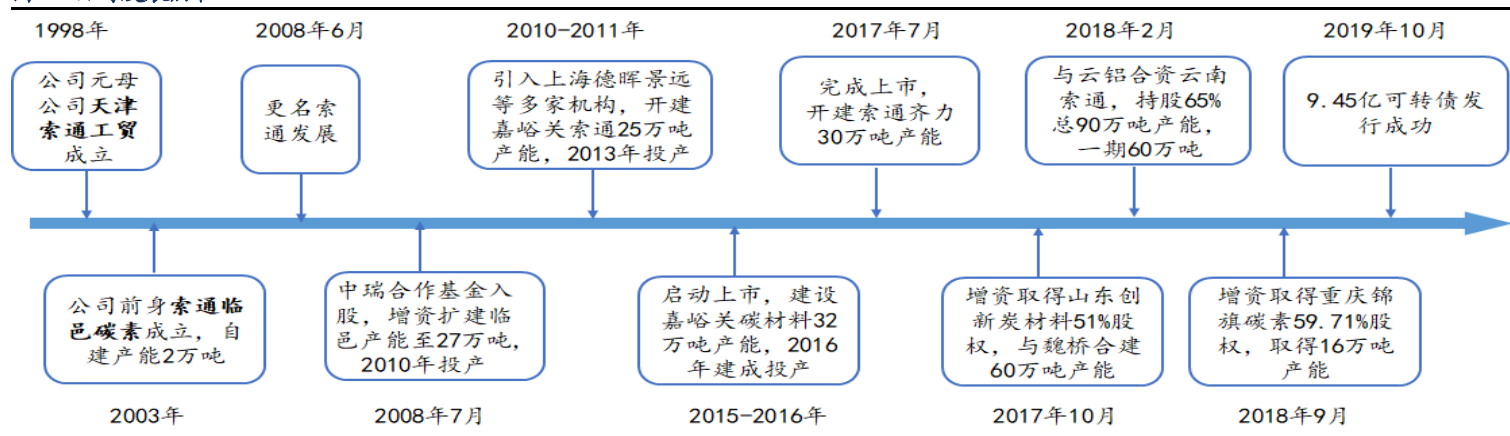 1998年
2008年6月
2010-2011年
2017年7月
2018年2月
2019年10月
公司元母
公司天津
索通工贸
成立
更名索
通发展
引入上海德晖景远
等多家机构，开建
嘉峪关索通25万吨
产能，2013年投产
完成上市，
开建索通齐力
30万吨产能
与云铝合资云南
索通，持股65%
总90万吨产能，
一期60万吨
9.45亿可转债发
行成功
公司前身索通临
邑碳素成立，自
建产能2万吨
中瑞合作基金入
股，增资扩建临
邑产能至27万吨，
2010年投产
启动上市，建设
嘉峪关碳材料32
万吨产能，2016
年建成投产
增资取得山东创
新炭材料51%股
权，与魏桥合建
60万吨产能
增资取得重庆锦
旗碳素59.71%股
权，取得16万吨
产能
2003年
2008年7月
2015-2016年
2017年10月
2018年9月